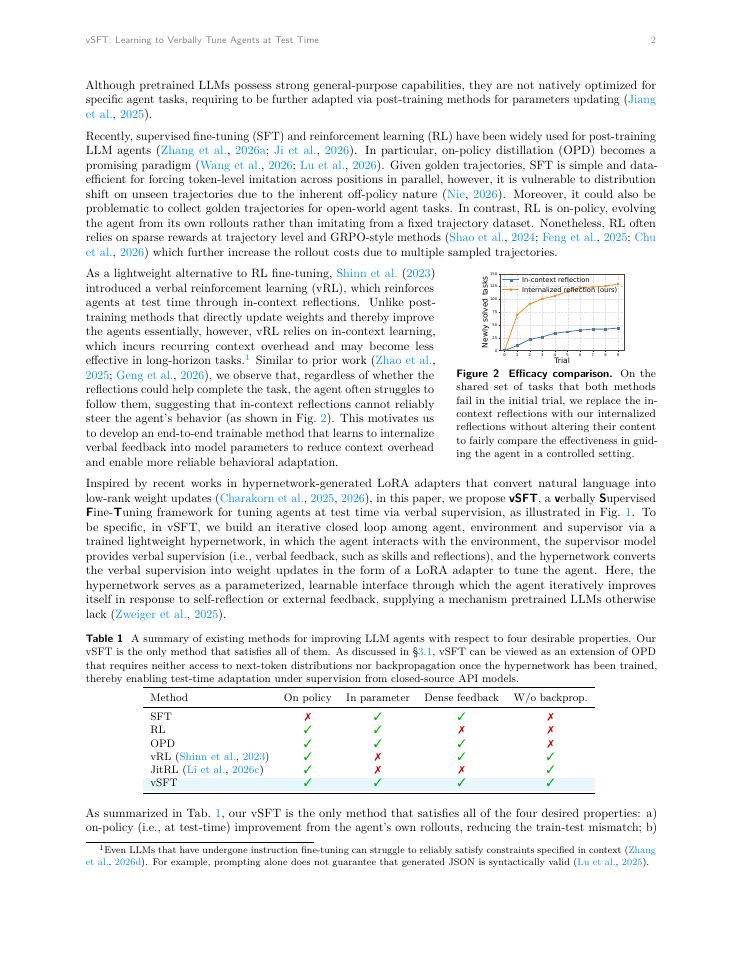 vSFT: Learning to Verbally Tune Agents at Test Time 2
Although pretrained LLMs possess strong general-purpose capabilities, they are not natively optimized for
specific agent tasks, requiring to be further adapted via post-training methods for parameters updating (Jiang
et al., 2025).
Recently, supervised fine-tuning (SFT) and reinforcement learning (RL) have been widely used for post-training
LLM agents (Zhang et al., 2026a; Ji et al., 2026). In particular, on-policy distillation (OPD) becomes a
promising paradigm (Wang et al., 2026; Lu et al., 2026). Given golden trajectories, SFT is simple and data-
efficient for forcing token-level imitation across positions in parallel, however, it is vulnerable to distribution
shift on unseen trajectories due to the inherent off-policy nature (Nie, 2026). Moreover, it could also be
problematic to collect golden trajectories for open-world agent tasks. In contrast, RL is on-policy, evolving
the agent from its own rollouts rather than imitating from a fixed trajectory dataset. Nonetheless, RL often
relies on sparse rewards at trajectory level and GRPO-style methods (Shao et al., 2024; Feng et al., 2025; Chu
et al., 2026) which further increase the rollout costs due to multiple sampled trajectories.
As a lightweight alternative to RL fine-tuning, Shinn et al. (2023)
introduced a verbal reinforcement learning (vRL), which reinforces
agents at test time through in-context reflections. Unlike post-
training methods that directly update weights and thereby improve
the agents essentially, however, vRL relies on in-context learning,
which incurs recurring context overhead and may become less
effective in long-horizon tasks.1 Similar to prior work (Zhao et al.,
2025; Geng et al., 2026), we observe that, regardless of whether the
reflections could help complete the task, the agent often struggles to
follow them, suggesting that in-context reflections cannot reliably
steer the agent's behavior (as shown in Fig. 2). This motivates us
to develop an end-to-end trainable method that learns to internalize
verbal feedback into model parameters to reduce context overhead
and enable more reliable behavioral adaptation.
Newly solved tasks
150
125
100
75
50
25
0
In-context reflection
Internalized reflection (ours)
0 1 2 3 4 5 6 7 8 9
Trial
Figure 2 Efficacy comparison. On the
shared set of tasks that both methods
fail in the initial trial, we replace the in-
context reflections with our internalized
reflections without altering their content
to fairly compare the effectiveness in guid-
ing the agent in a controlled setting.
Inspired by recent works in hypernetwork-generated LoRA adapters that convert natural language into
low-rank weight updates (Charakorn et al., 2025, 2026), in this paper, we propose vSFT, a verbally Supervised
Fine-Tuning framework for tuning agents at test time via verbal supervision, as illustrated in Fig. 1. To
be specific, in vSFT, we build an iterative closed loop among agent, environment and supervisor via a
trained lightweight hypernetwork, in which the agent interacts with the environment, the supervisor model
provides verbal supervision (i.e., verbal feedback, such as skills and reflections), and the hypernetwork converts
the verbal supervision into weight updates in the form of a LoRA adapter to tune the agent. Here, the
hypernetwork serves as a parameterized, learnable interface through which the agent iteratively improves
itself in response to self-reflection or external feedback, supplying a mechanism pretrained LLMs otherwise
lack (Zweiger et al., 2025).
Table 1 A summary of existing methods for improving LLM agents with respect to four desirable properties. Our
vSFT is the only method that satisfies all of them. As discussed in §3.1, vSFT can be viewed as an extension of OPD
that requires neither access to next-token distributions nor backpropagation once the hypernetwork has been trained,
thereby enabling test-time adaptation under supervision from closed-source API models.
Method On policy In parameter Dense feedback W/o backprop.
SFT ✗ ✓ ✓ ✗
RL ✓ ✓ ✗ ✗
OPD ✓ ✓ ✓ ✗
vRL (Shinn et al., 2023) ✓ ✗ ✓ ✓
JitRL (Li et al., 2026c) ✓ ✗ ✗ ✓
vSFT ✓ ✓ ✓ ✓
As summarized in Tab. 1, our vSFT is the only method that satisfies all of the four desired properties: a)
on-policy (i.e., at test-time) improvement from the agent's own rollouts, reducing the train-test mismatch; b)
1Even LLMs that have undergone instruction fine-tuning can struggle to reliably satisfy constraints specified in context (Zhang
et al., 2026d). For example, prompting alone does not guarantee that generated JSON is syntactically valid (Lu et al., 2025).